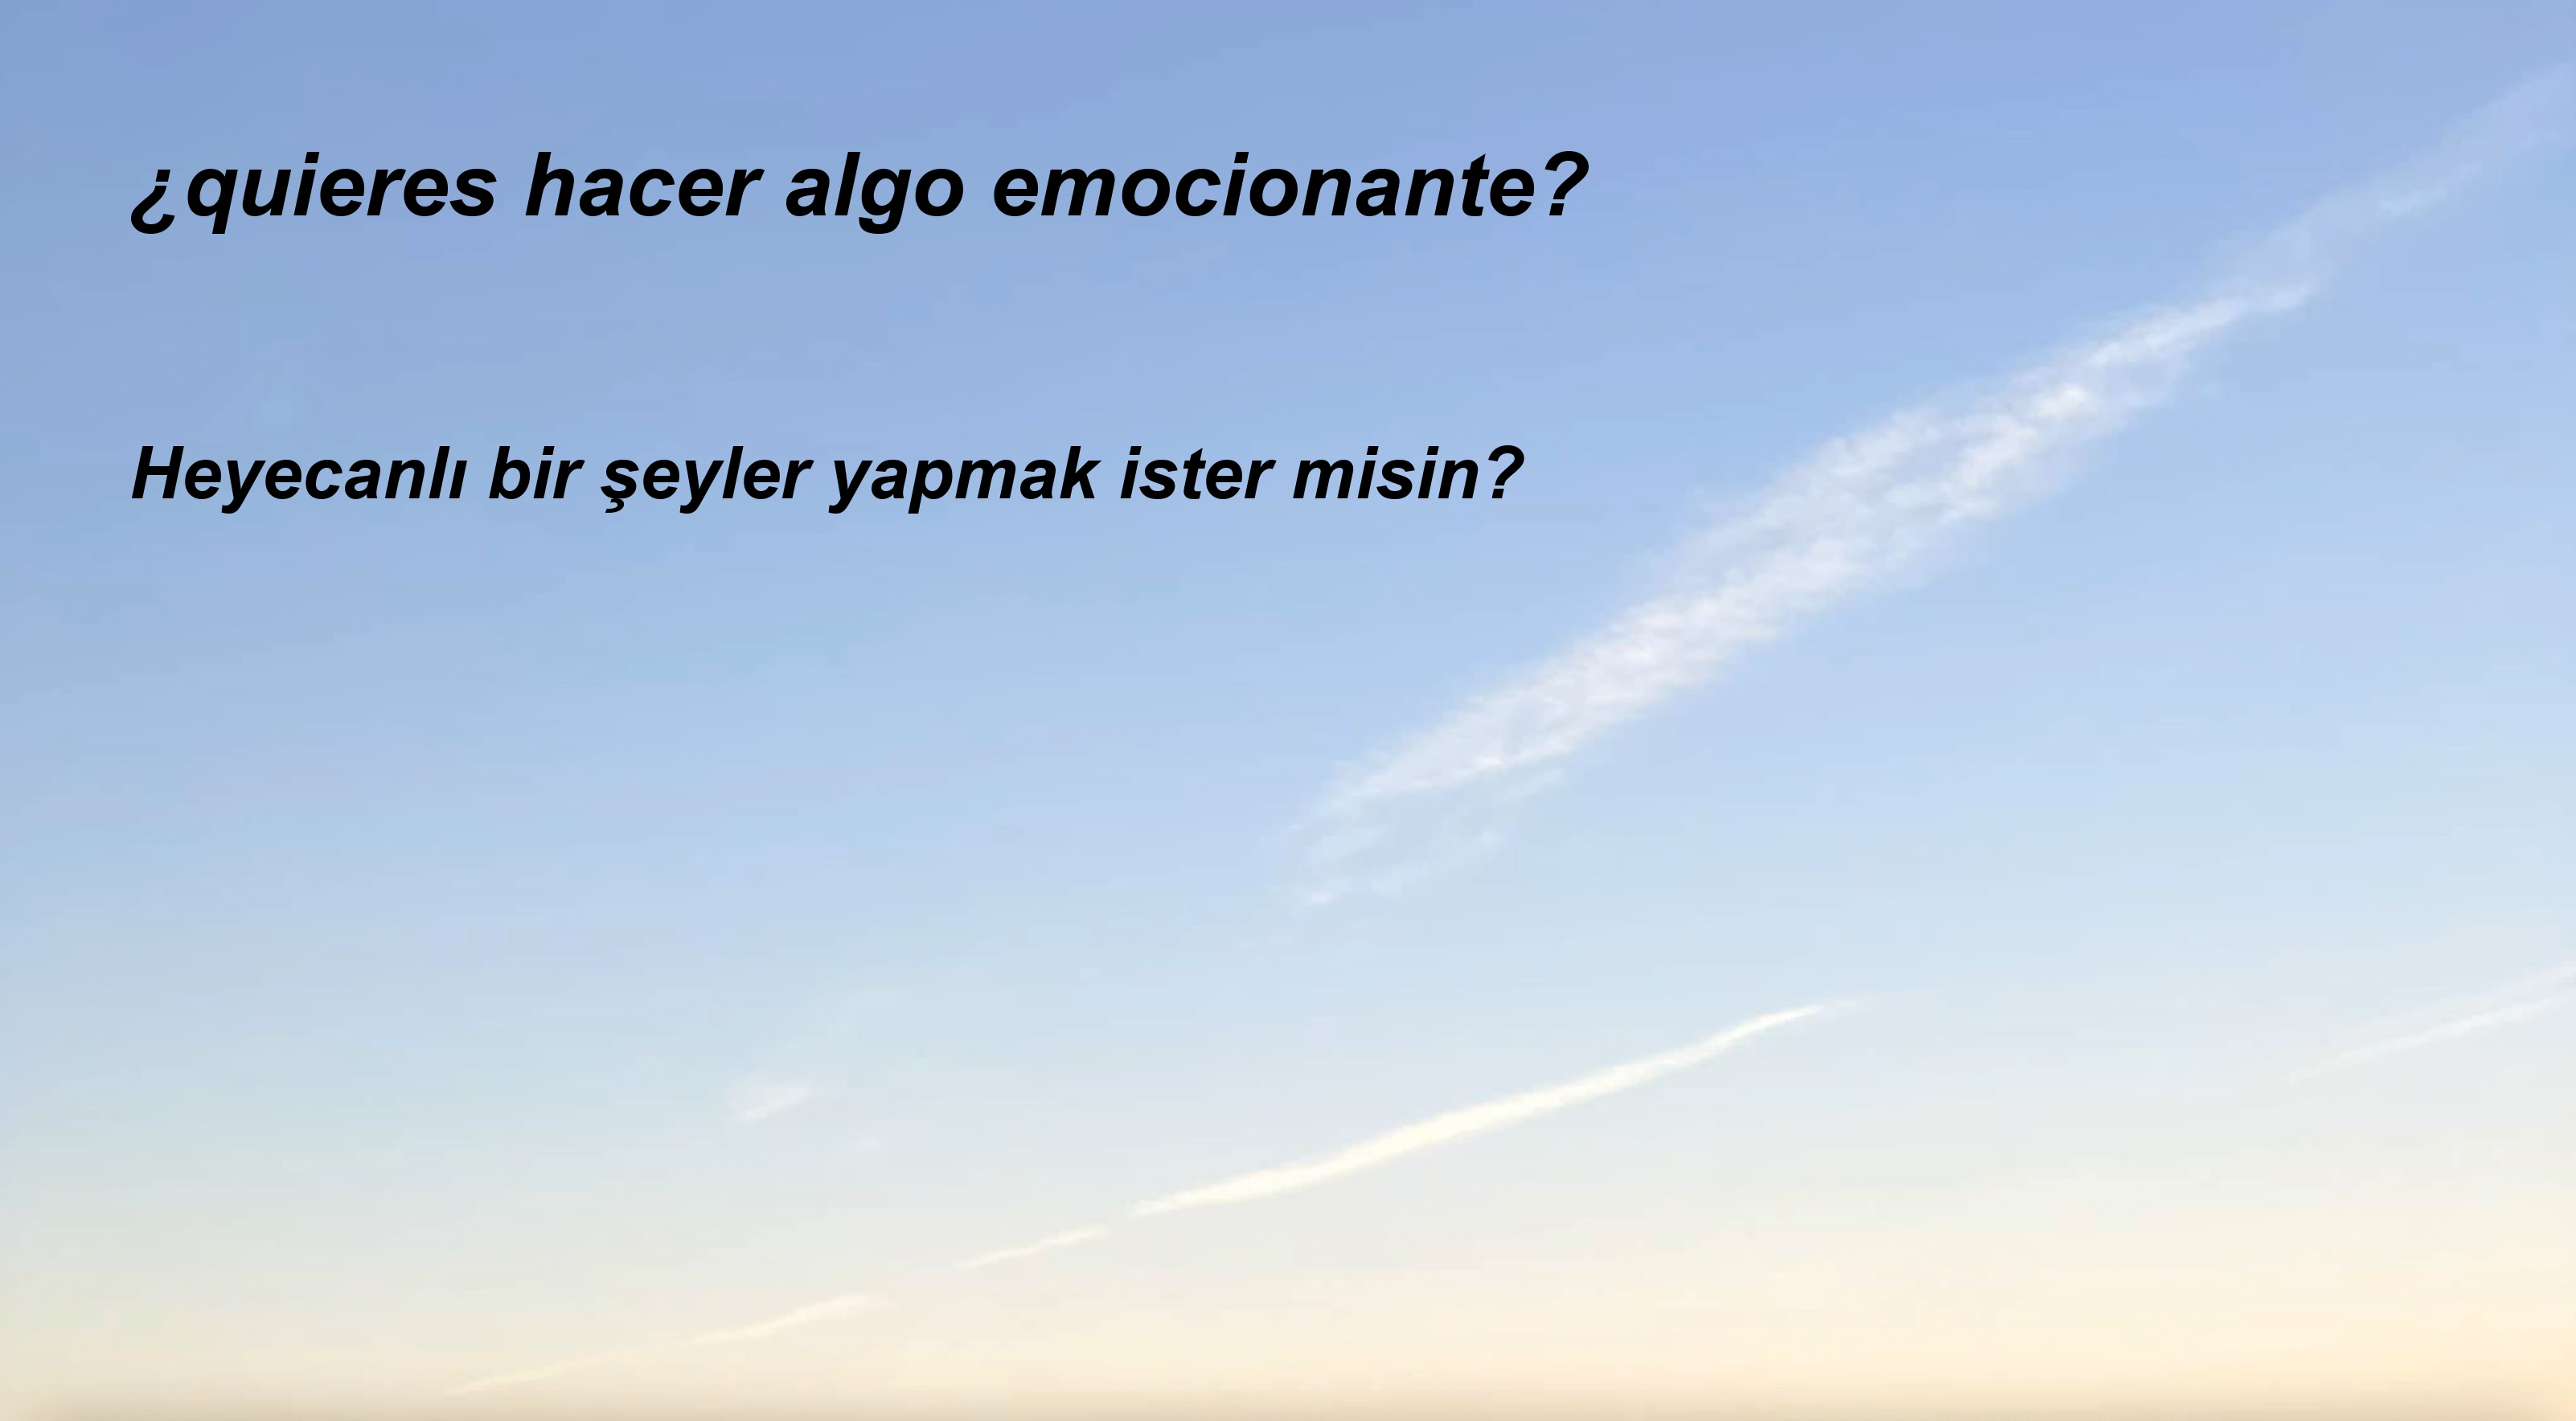 ¿quieres hacer algo emocionante?
Heyecanlı bir şeyler yapmak ister misin?